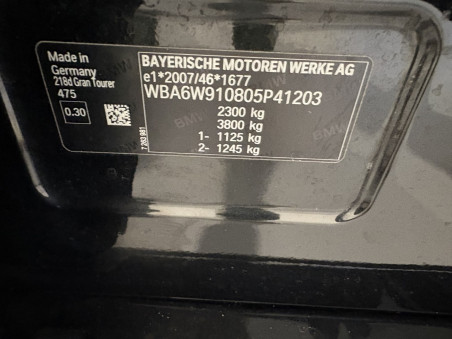 Made in
Germany
218d Gran Tourer
475
0.30
BAYERISCHE MOTOREN WERKE AG
e1*2007/46*1677
WBA6W910805P41203
2300 kg
3800 kg
1- 1125 kg
2- 1245 kg